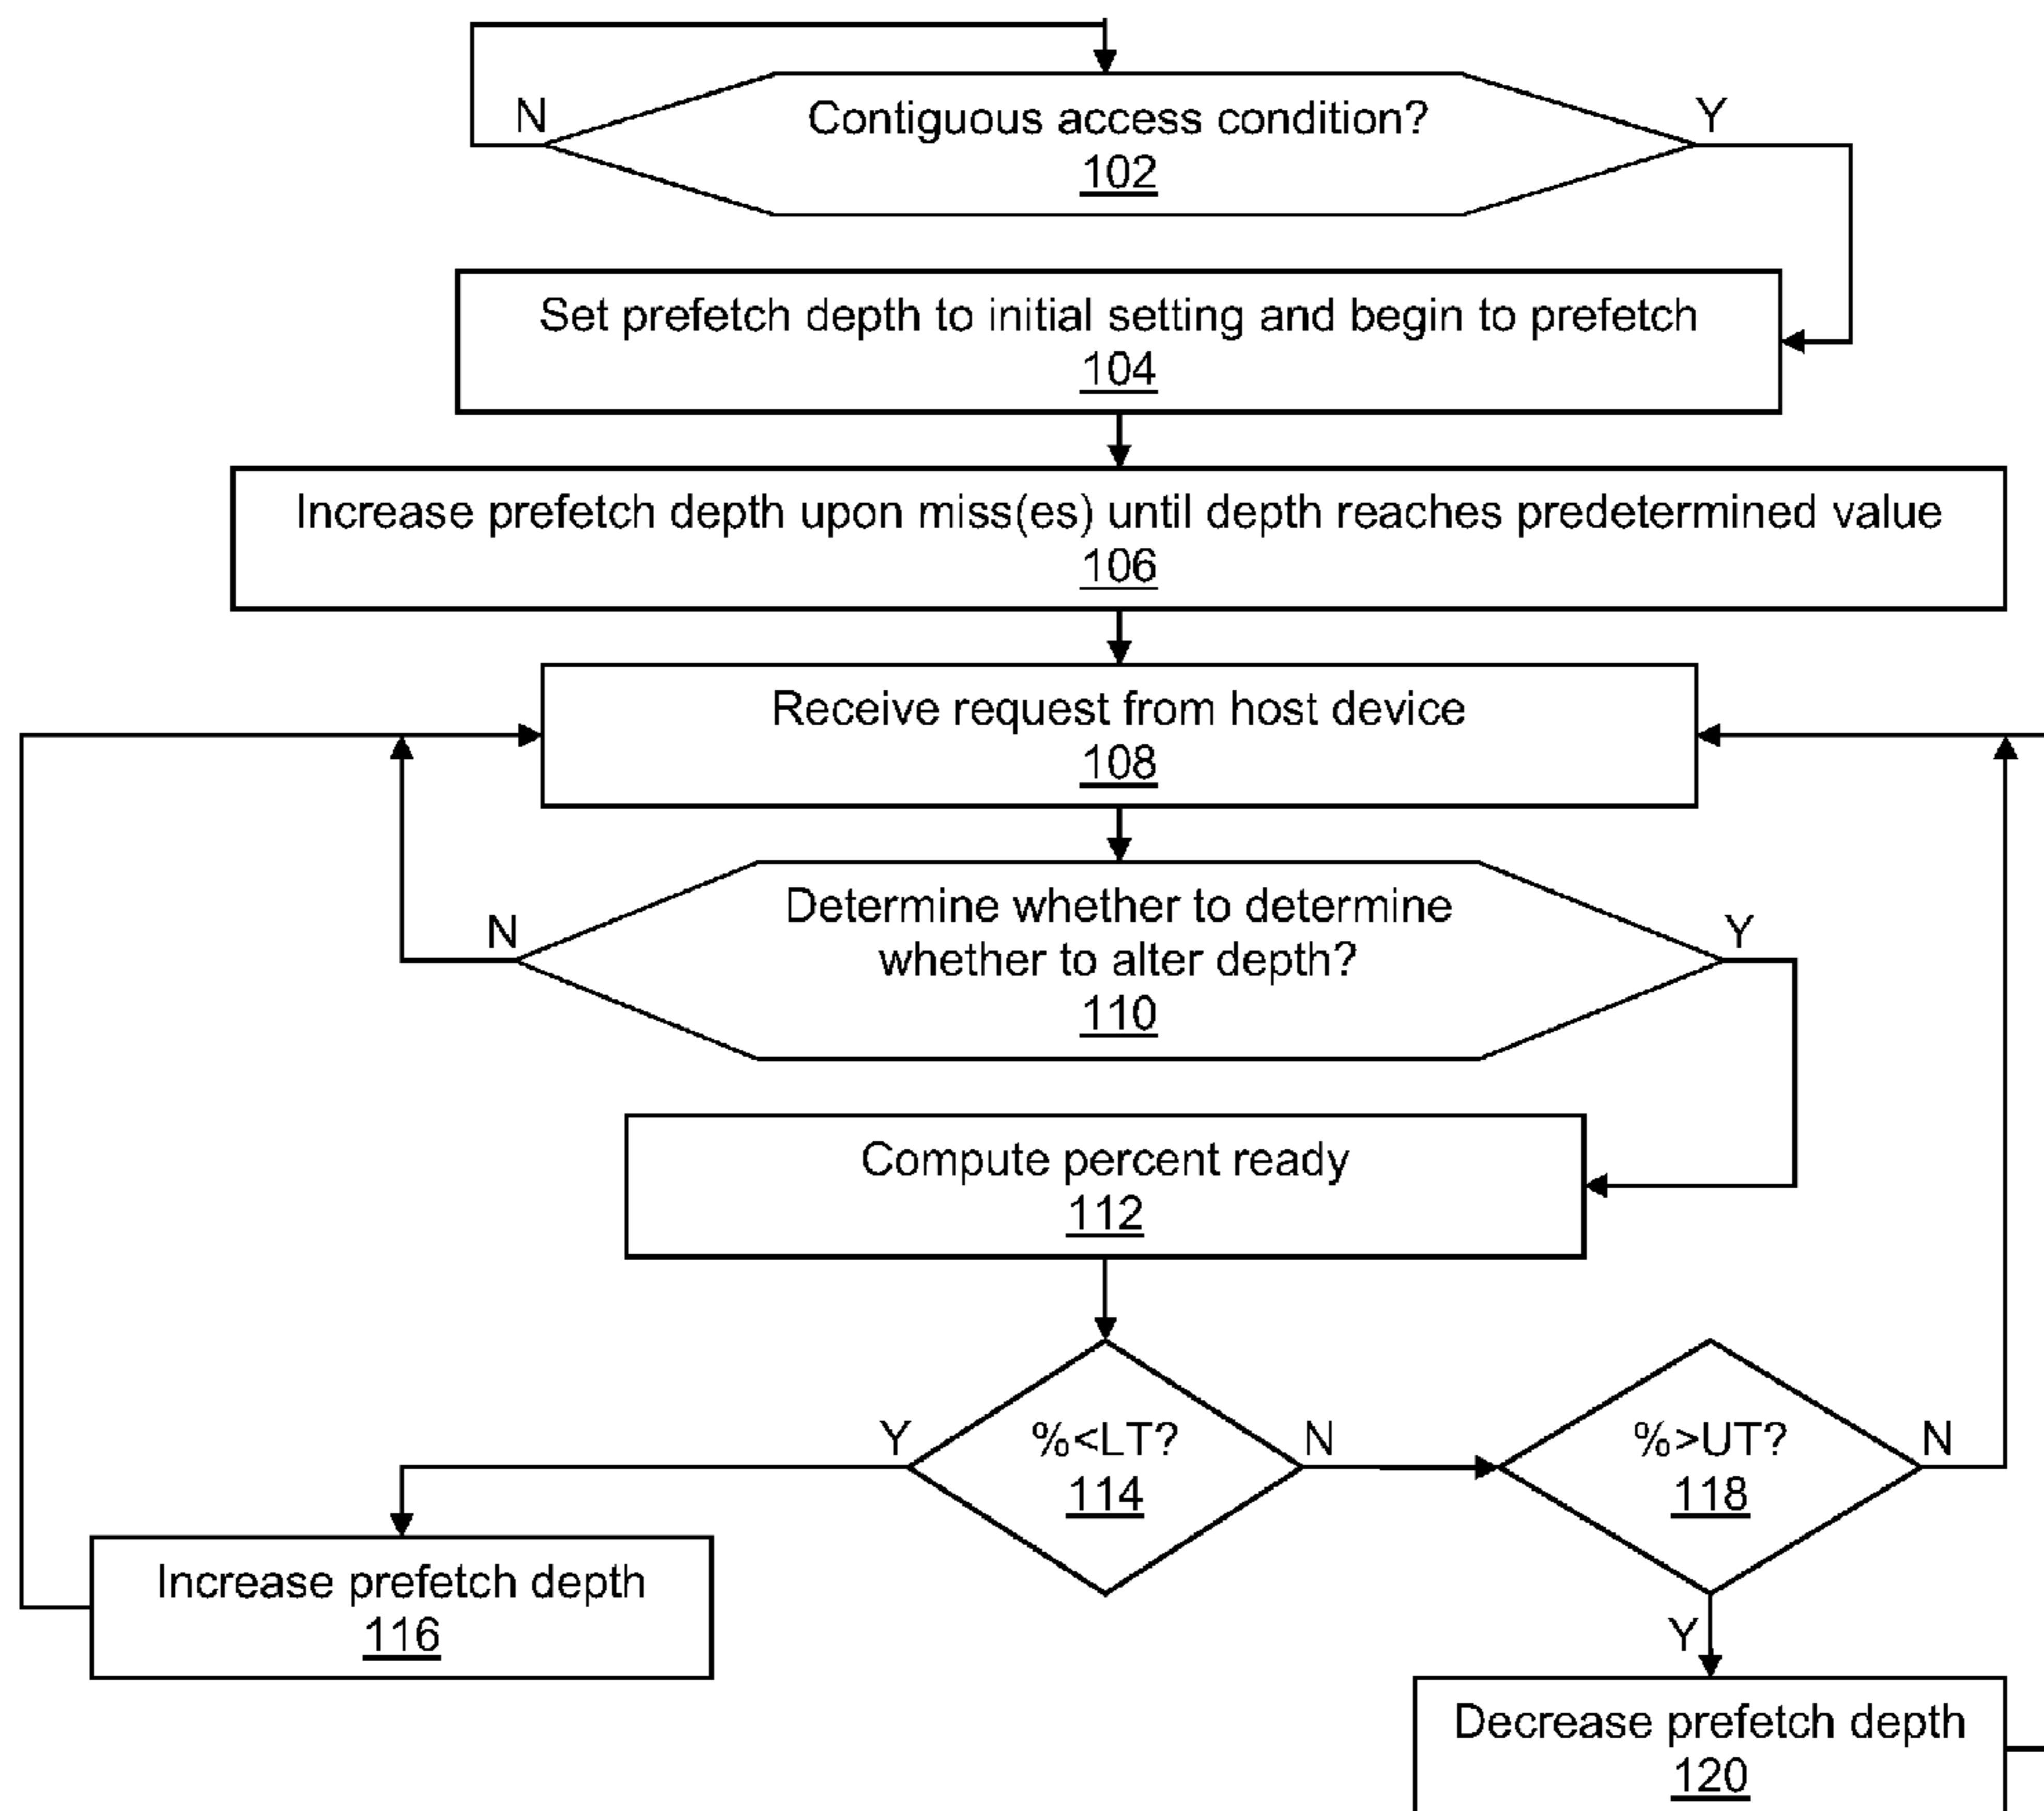 N
Contiguous access condition?
Y
102
Set prefetch depth to initial setting and begin to prefetch
104
Increase prefetch depth upon miss(es) until depth reaches predetermined value
106
Receive request from host device
108
N
Determine whether to determine
Y
whether to alter depth?
110
Compute percent ready
112
Y
%<LT?
N
114
%>UT?
N
118
Increase prefetch depth
116
Y
Decrease prefetch depth
120